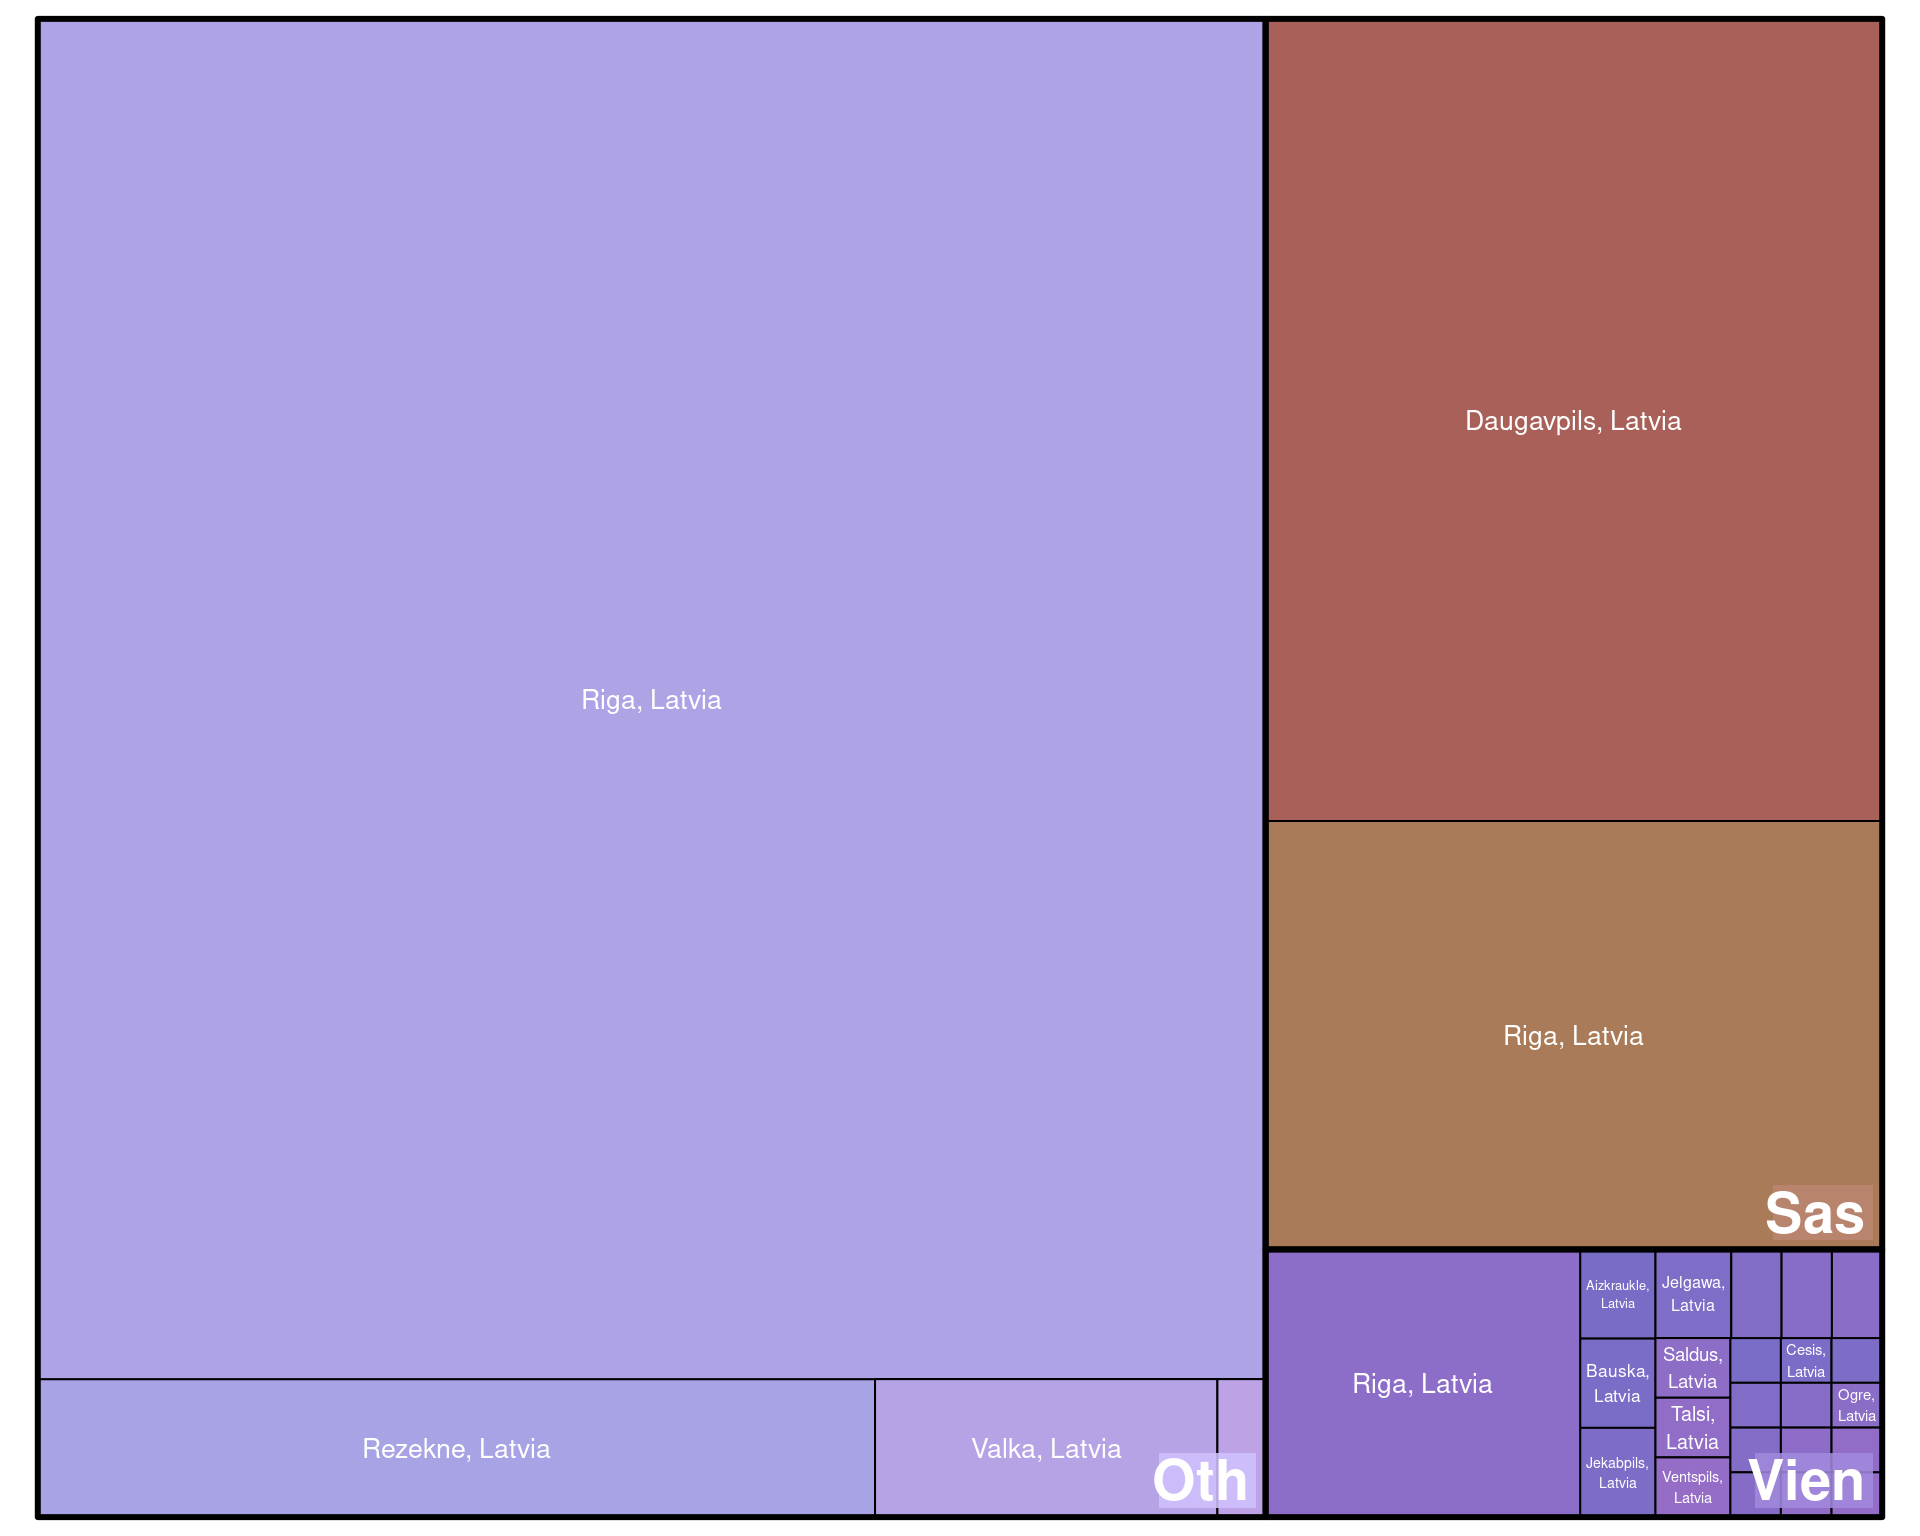 Riga, Latvia
Rezekne, Latvia
Valka, Latvia
Oth
Daugavpils, Latvia
Riga, Latvia
Sas
Riga, Latvia
Aizkraukle,
Latvia
Bauska,
Latvia
Jekabpils,
Latvia
Jelgawa,
Latvia
Saldus,
Latvia
Talsi,
Latvia
Ventspils,
Latvia
Cesis,
Latvia
Ogre,
Latvia
Vien